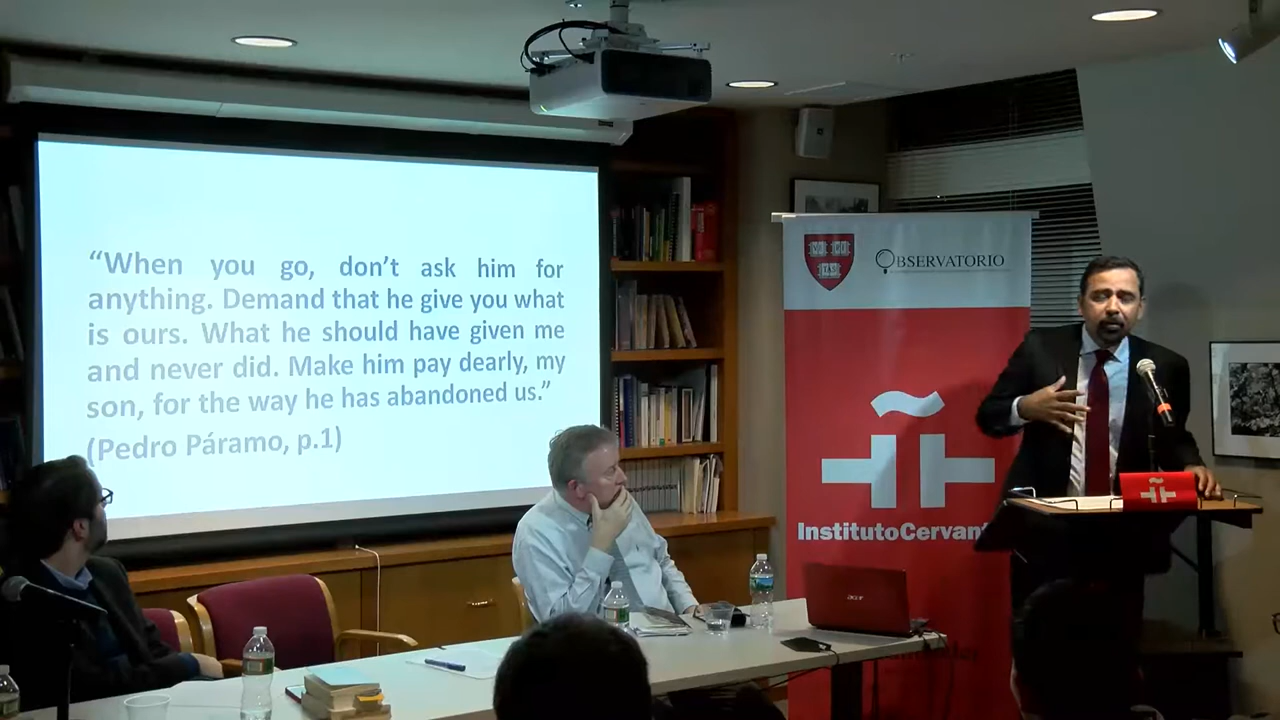 “When you go, don’t ask him for
anything. Demand that he give you what
is ours. What he should have given me
and never did. Make him pay dearly, my
son, for the way he has abandoned us.”
(Pedro Páramo, p.1)
OBSERVATORIO
InstitutoCervant
acer